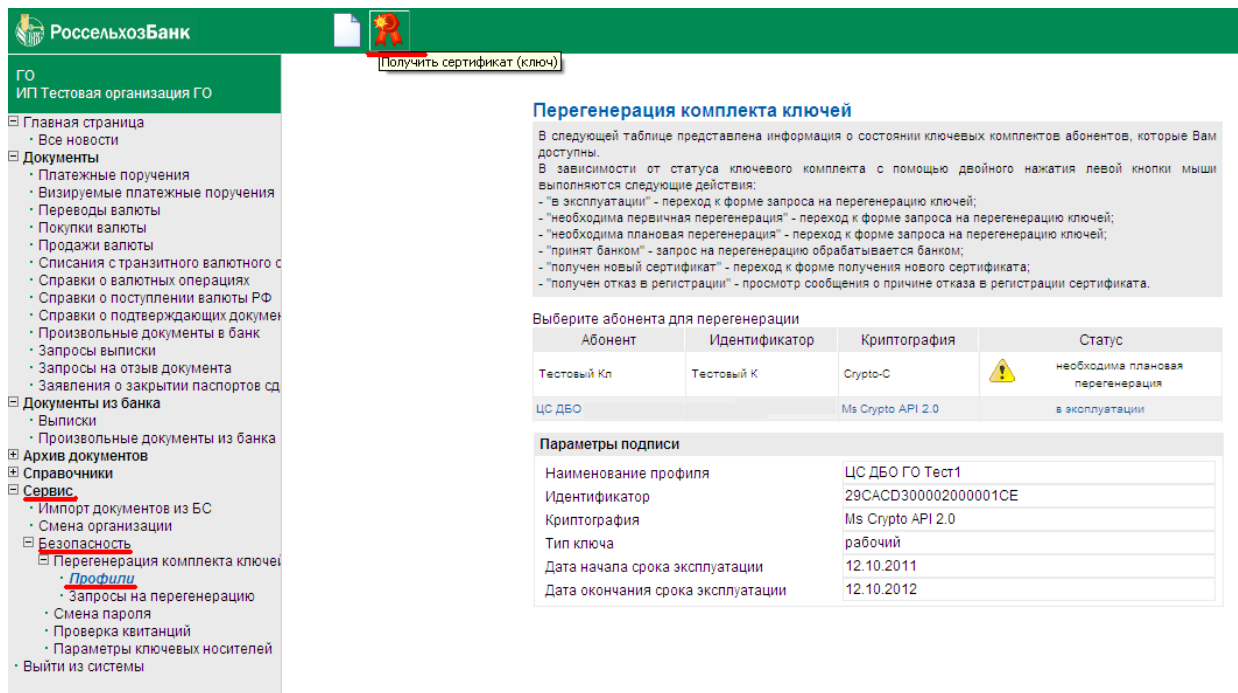 РоссельхозБанк
Получить сертификат (ключ)
ГО
ИП Тестовая организация ГО
Главная страница
Все новости
Документы
Платежные поручения
Визируемые платежные поручения
Переводы валюты
Покупки валюты
Продажи валюты
Списания с транзитного валютного с
Справки о валютных операциях
Справки о поступлении валюты РФ
Справки о подтверждающих докумен
Произвольные документы в банк
Запросы выписки
Запросы на отзыв документа
Заявления о закрытии паспортов сд
Документы из банка
Выписки
Произвольные документы из банка
Архив документов
Справочники
Сервис
Импорт документов из БС
Смена организации
Безопасность
Перегенерация комплекта ключей
Профили
Запросы на перегенерацию
Смена пароля
Проверка квитанций
Параметры ключевых носителей
Выйти из системы
Перегенерация комплекта ключей
В следующей таблице представлена информация о состоянии ключевых комплектов абонентов, которые Вам
доступны.
В зависимости от статуса ключевого комплекта с помощью двойного нажатия левой кнопки мыши
выполняются следующие действия:
- "в эксплуатации" - переход к форме запроса на перегенерацию ключей;
- "необходима первичная перегенерация" - переход к форме запроса на перегенерацию ключей;
- "необходима плановая перегенерация" - переход к форме запроса на перегенерацию ключей;
- "принят банком" - запрос на перегенерацию обрабатывается банком;
- "получен новый сертификат" - переход к форме получения нового сертификата;
- "получен отказ в регистрации" - просмотр сообщения о причине отказа в регистрации сертификата.
Выберите абонента для перегенерации
Абонент Идентификатор Криптография Статус
Тестовый Кл Тестовый К Crypto-C необходима плановая
перегенерация
ЦС ДБО Ms Crypto API 2.0 в эксплуатации
Параметры подписи
Наименование профиля ЦС ДБО ГО Тест1
Идентификатор 29CACD300002000001CE
Криптография Ms Crypto API 2.0
Тип ключа рабочий
Дата начала срока эксплуатации 12.10.2011
Дата окончания срока эксплуатации 12.10.2012